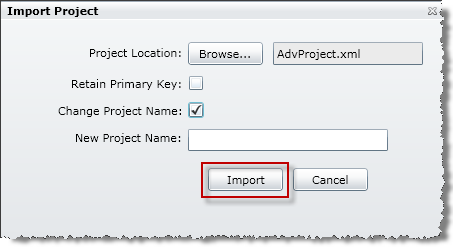 Import Project
Project Location: Browse... AdvProject.xml
Retain Primary Key:
Change Project Name:
New Project Name:
Import Cancel